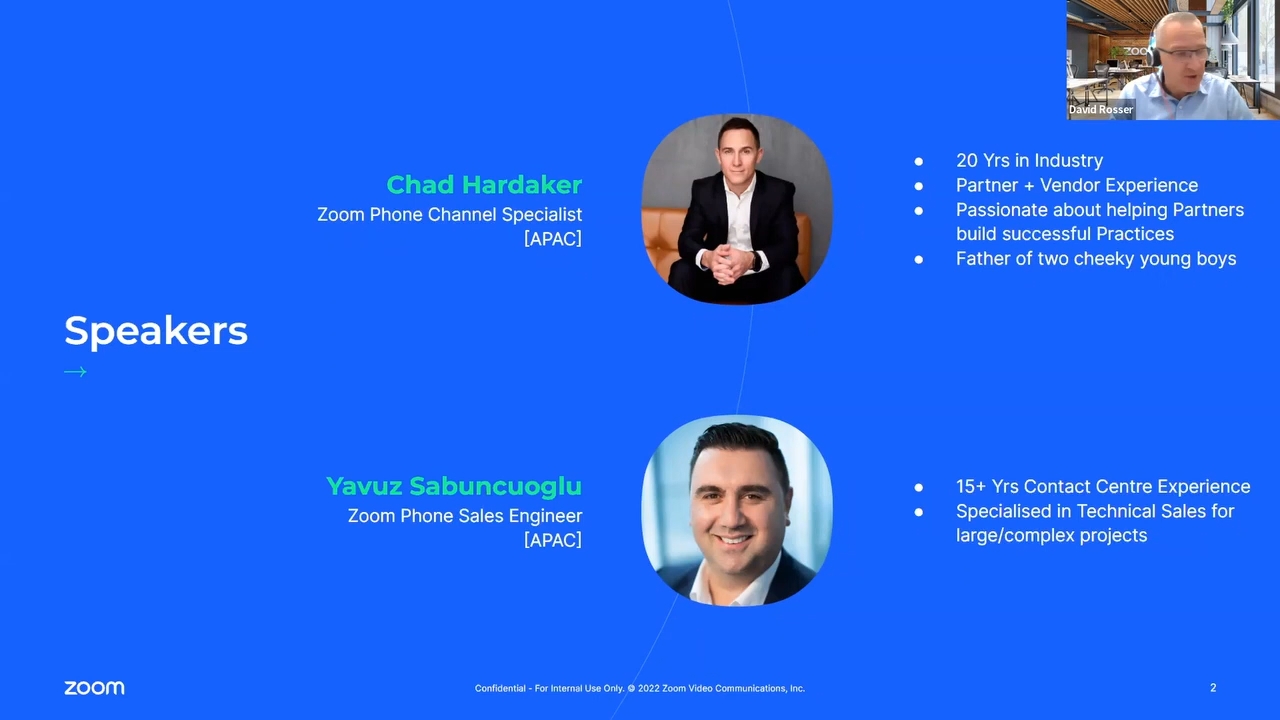 zoom
David Rosser
Chad Hardaker
Zoom Phone Channel Specialist
[APAC]
● 20 Yrs in Industry
● Partner + Vendor Experience
● Passionate about helping Partners
build successful Practices
● Father of two cheeky young boys
Speakers
→
Yavuz Sabuncuoglu
Zoom Phone Sales Engineer
[APAC]
● 15+ Yrs Contact Centre Experience
● Specialised in Technical Sales for
large/complex projects
zoom
Confidential - For Internal Use Only. © 2022 Zoom Video Communications, Inc.
2